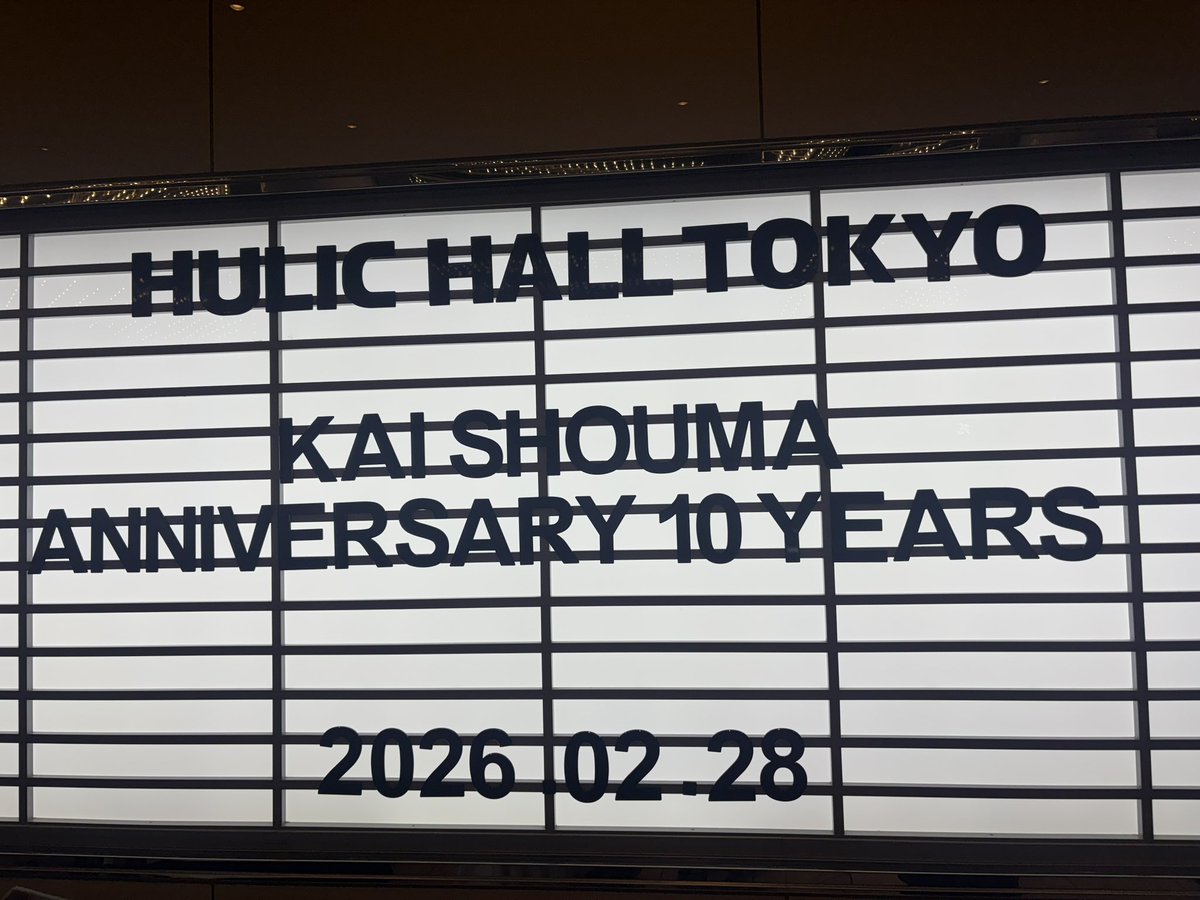 HULIC HALL TOKYO
KAI SHOUMA
ANNIVERSARY 10 YEARS
2026.02.28